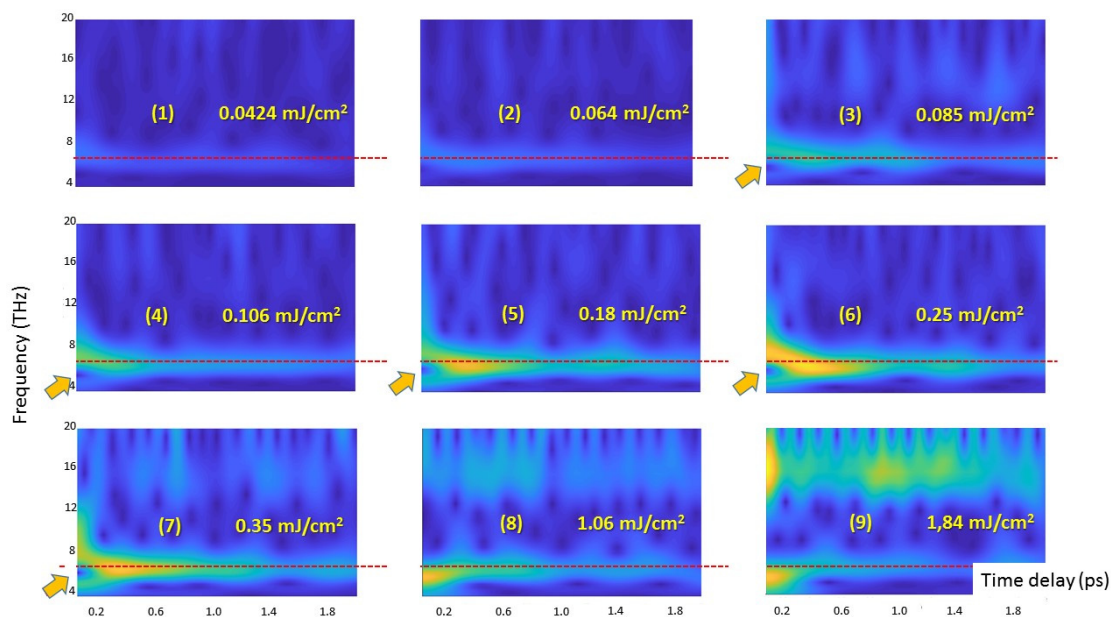 20
16
12
8
4
(1) 0.0424 mJ/cm²
(2) 0.064 mJ/cm²
(3) 0.085 mJ/cm²
Frequency (THz)
20
16
12
8
4
(4) 0.106 mJ/cm²
(5) 0.18 mJ/cm²
(6) 0.25 mJ/cm²
20
16
12
8
4
(7) 0.35 mJ/cm²
(8) 1.06 mJ/cm²
(9) 1,84 mJ/cm²
Time delay (ps)
0.2 0.6 1.0 1.4 1.8
0.2 0.6 1.0 1.4 1.8
0.2 0.6 1.0 1.4 1.8